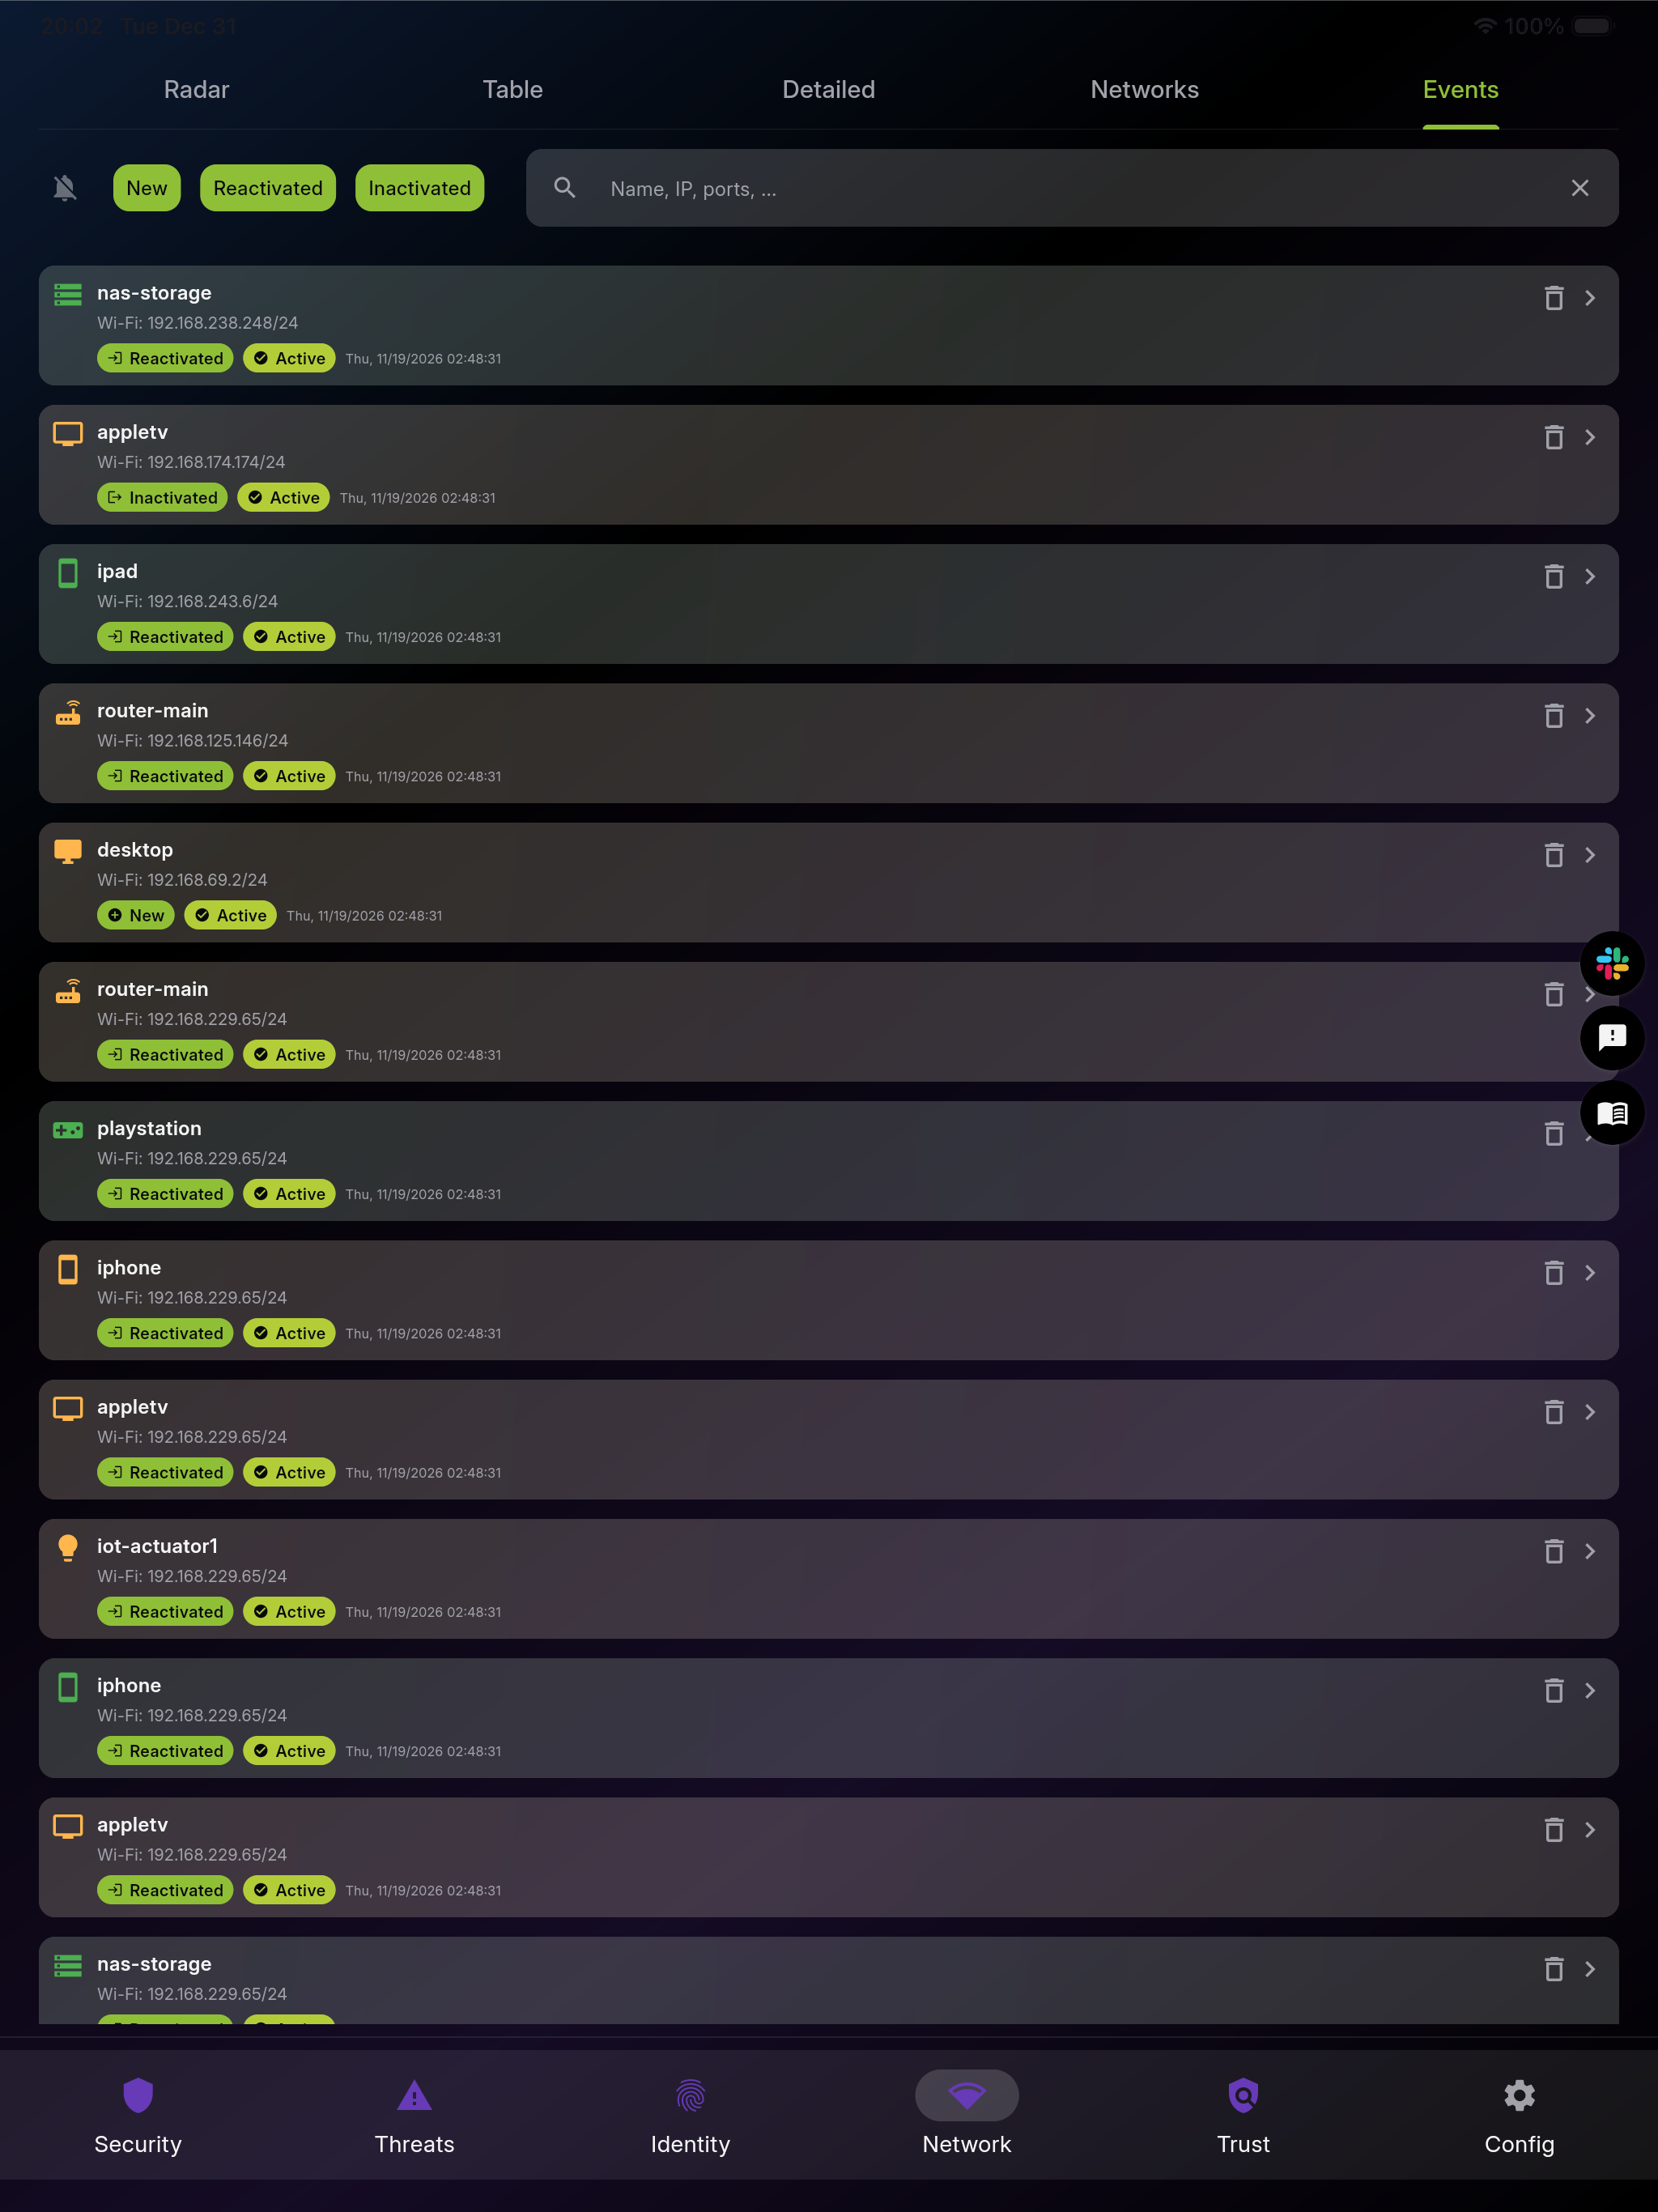 20:02 Tue Dec 31
100%
Radar
Table
Detailed
Networks
Events
New
Reactivated
Inactivated
Name, IP, ports, ...
nas-storage
Wi-Fi: 192.168.238.248/24
Reactivated Active Thu, 11/19/2026 02:48:31
appletv
Wi-Fi: 192.168.174.174/24
Inactivated Active Thu, 11/19/2026 02:48:31
ipad
Wi-Fi: 192.168.243.6/24
Reactivated Active Thu, 11/19/2026 02:48:31
router-main
Wi-Fi: 192.168.125.146/24
Reactivated Active Thu, 11/19/2026 02:48:31
desktop
Wi-Fi: 192.168.69.2/24
New Active Thu, 11/19/2026 02:48:31
router-main
Wi-Fi: 192.168.229.65/24
Reactivated Active Thu, 11/19/2026 02:48:31
playstation
Wi-Fi: 192.168.229.65/24
Reactivated Active Thu, 11/19/2026 02:48:31
iphone
Wi-Fi: 192.168.229.65/24
Reactivated Active Thu, 11/19/2026 02:48:31
appletv
Wi-Fi: 192.168.229.65/24
Reactivated Active Thu, 11/19/2026 02:48:31
iot-actuator1
Wi-Fi: 192.168.229.65/24
Reactivated Active Thu, 11/19/2026 02:48:31
iphone
Wi-Fi: 192.168.229.65/24
Reactivated Active Thu, 11/19/2026 02:48:31
appletv
Wi-Fi: 192.168.229.65/24
Reactivated Active Thu, 11/19/2026 02:48:31
nas-storage
Wi-Fi: 192.168.229.65/24
Security
Threats
Identity
Network
Trust
Config